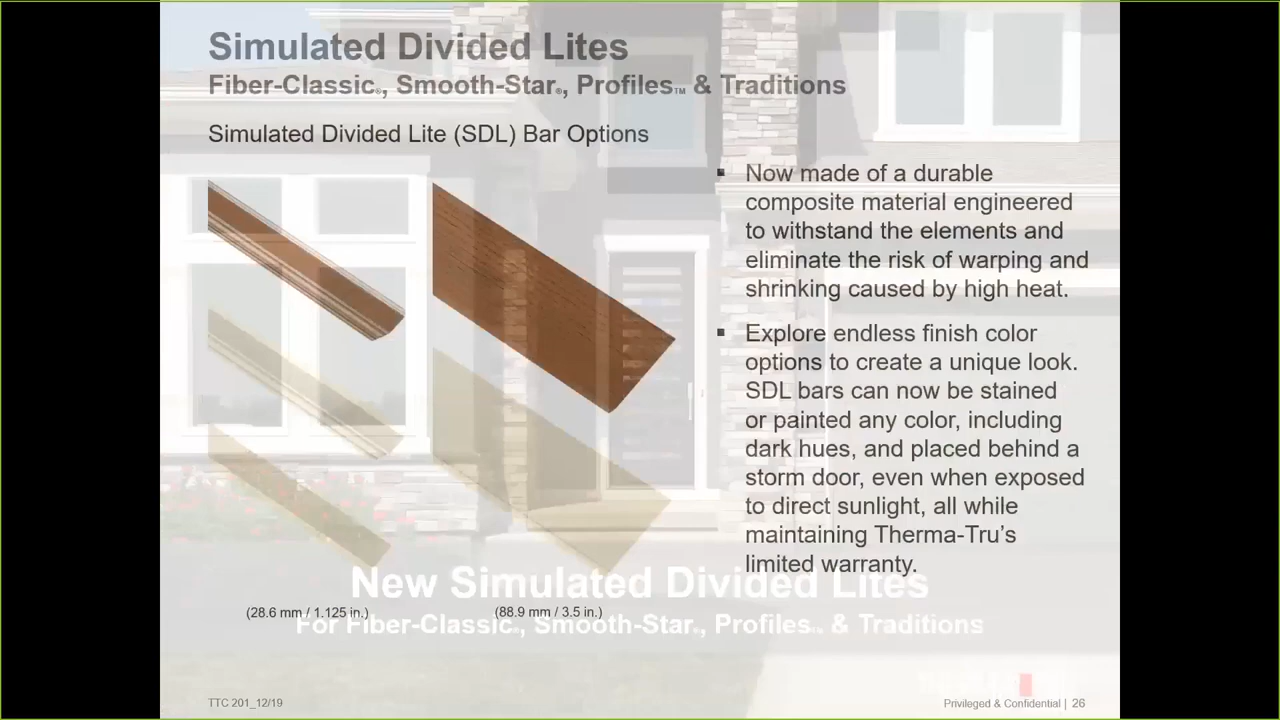 Simulated Divided Lites
Fiber-Classic®, Smooth-Star®, Profiles™ & Traditions
Simulated Divided Lite (SDL) Bar Options
▪ Now made of a durable
composite material engineered
to withstand the elements and
eliminate the risk of warping and
shrinking caused by high heat.
▪ Explore endless finish color
options to create a unique look.
SDL bars can now be stained
or painted any color, including
dark hues, and placed behind a
storm door, even when exposed
to direct sunlight, all while
maintaining Therma-Tru’s
limited warranty.
New Simulated Divided Lites
(28.6 mm / 1.125 in.)
(88.9 mm / 3.5 in.)
For Fiber-Classic®, Smooth-Star®, Profiles™ & Traditions
TTC 201_12/19
Privileged & Confidential | 26